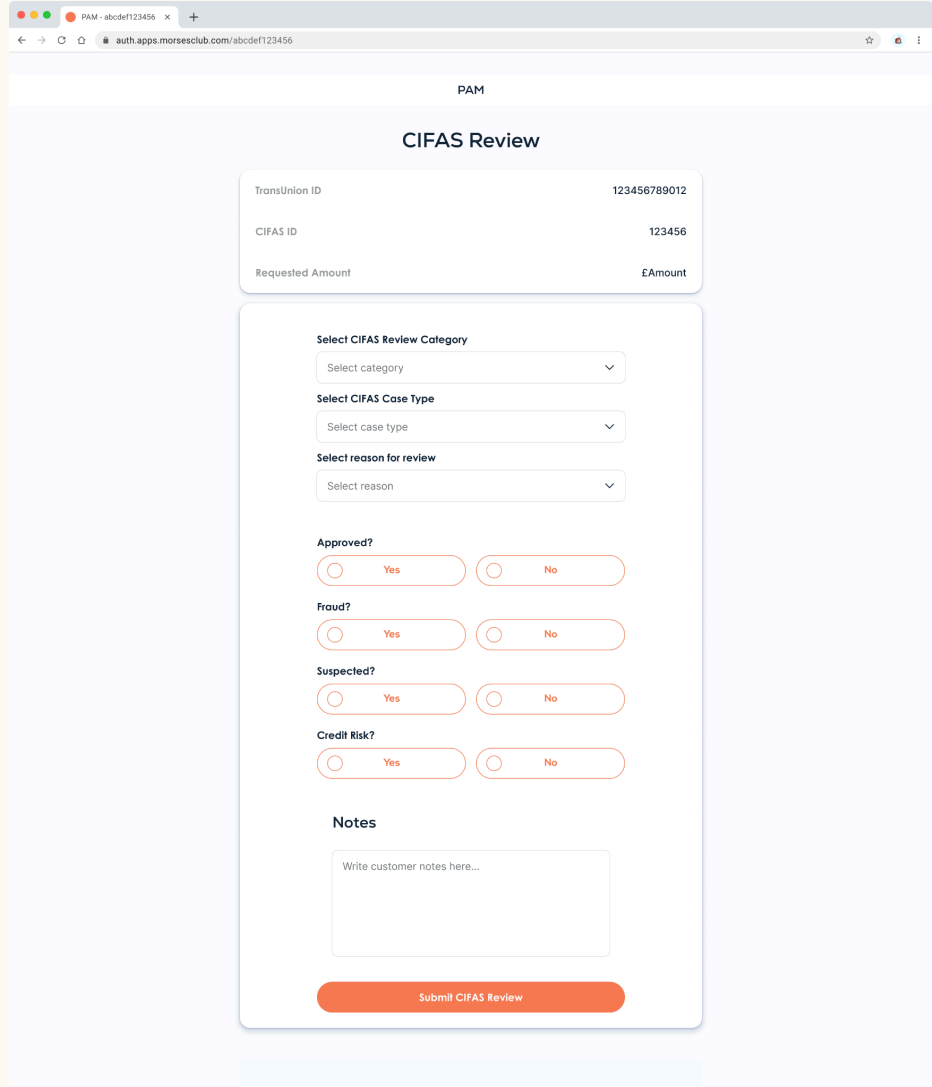 PAM - abcdef123456
auth.apps.morsesclub.com/abcdef123456
PAM
CIFAS Review
TransUnion ID 123456789012
CIFAS ID 123456
Requested Amount £Amount
Select CIFAS Review Category
Select category
Select CIFAS Case Type
Select case type
Select reason for review
Select reason
Approved?
Yes No
Fraud?
Yes No
Suspected?
Yes No
Credit Risk?
Yes No
Notes
Write customer notes here...
Submit CIFAS Review